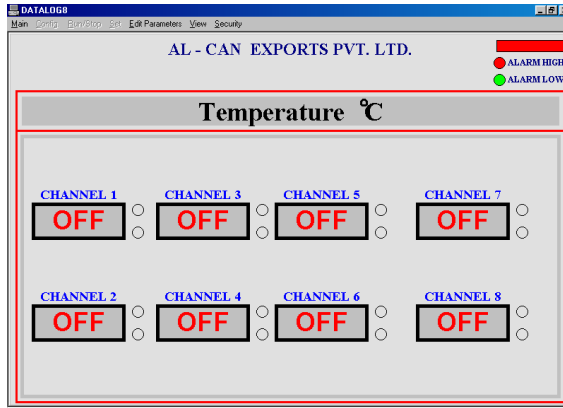 DATALOG8
Main Config Run/Stop Set Edit Parameters View Security
AL - CAN EXPORTS PVT. LTD.
ALARM HIGH
ALARM LOW
Temperature °C
CHANNEL 1 CHANNEL 3 CHANNEL 5 CHANNEL 7
OFF OFF OFF OFF
CHANNEL 2 CHANNEL 4 CHANNEL 6 CHANNEL 8
OFF OFF OFF OFF